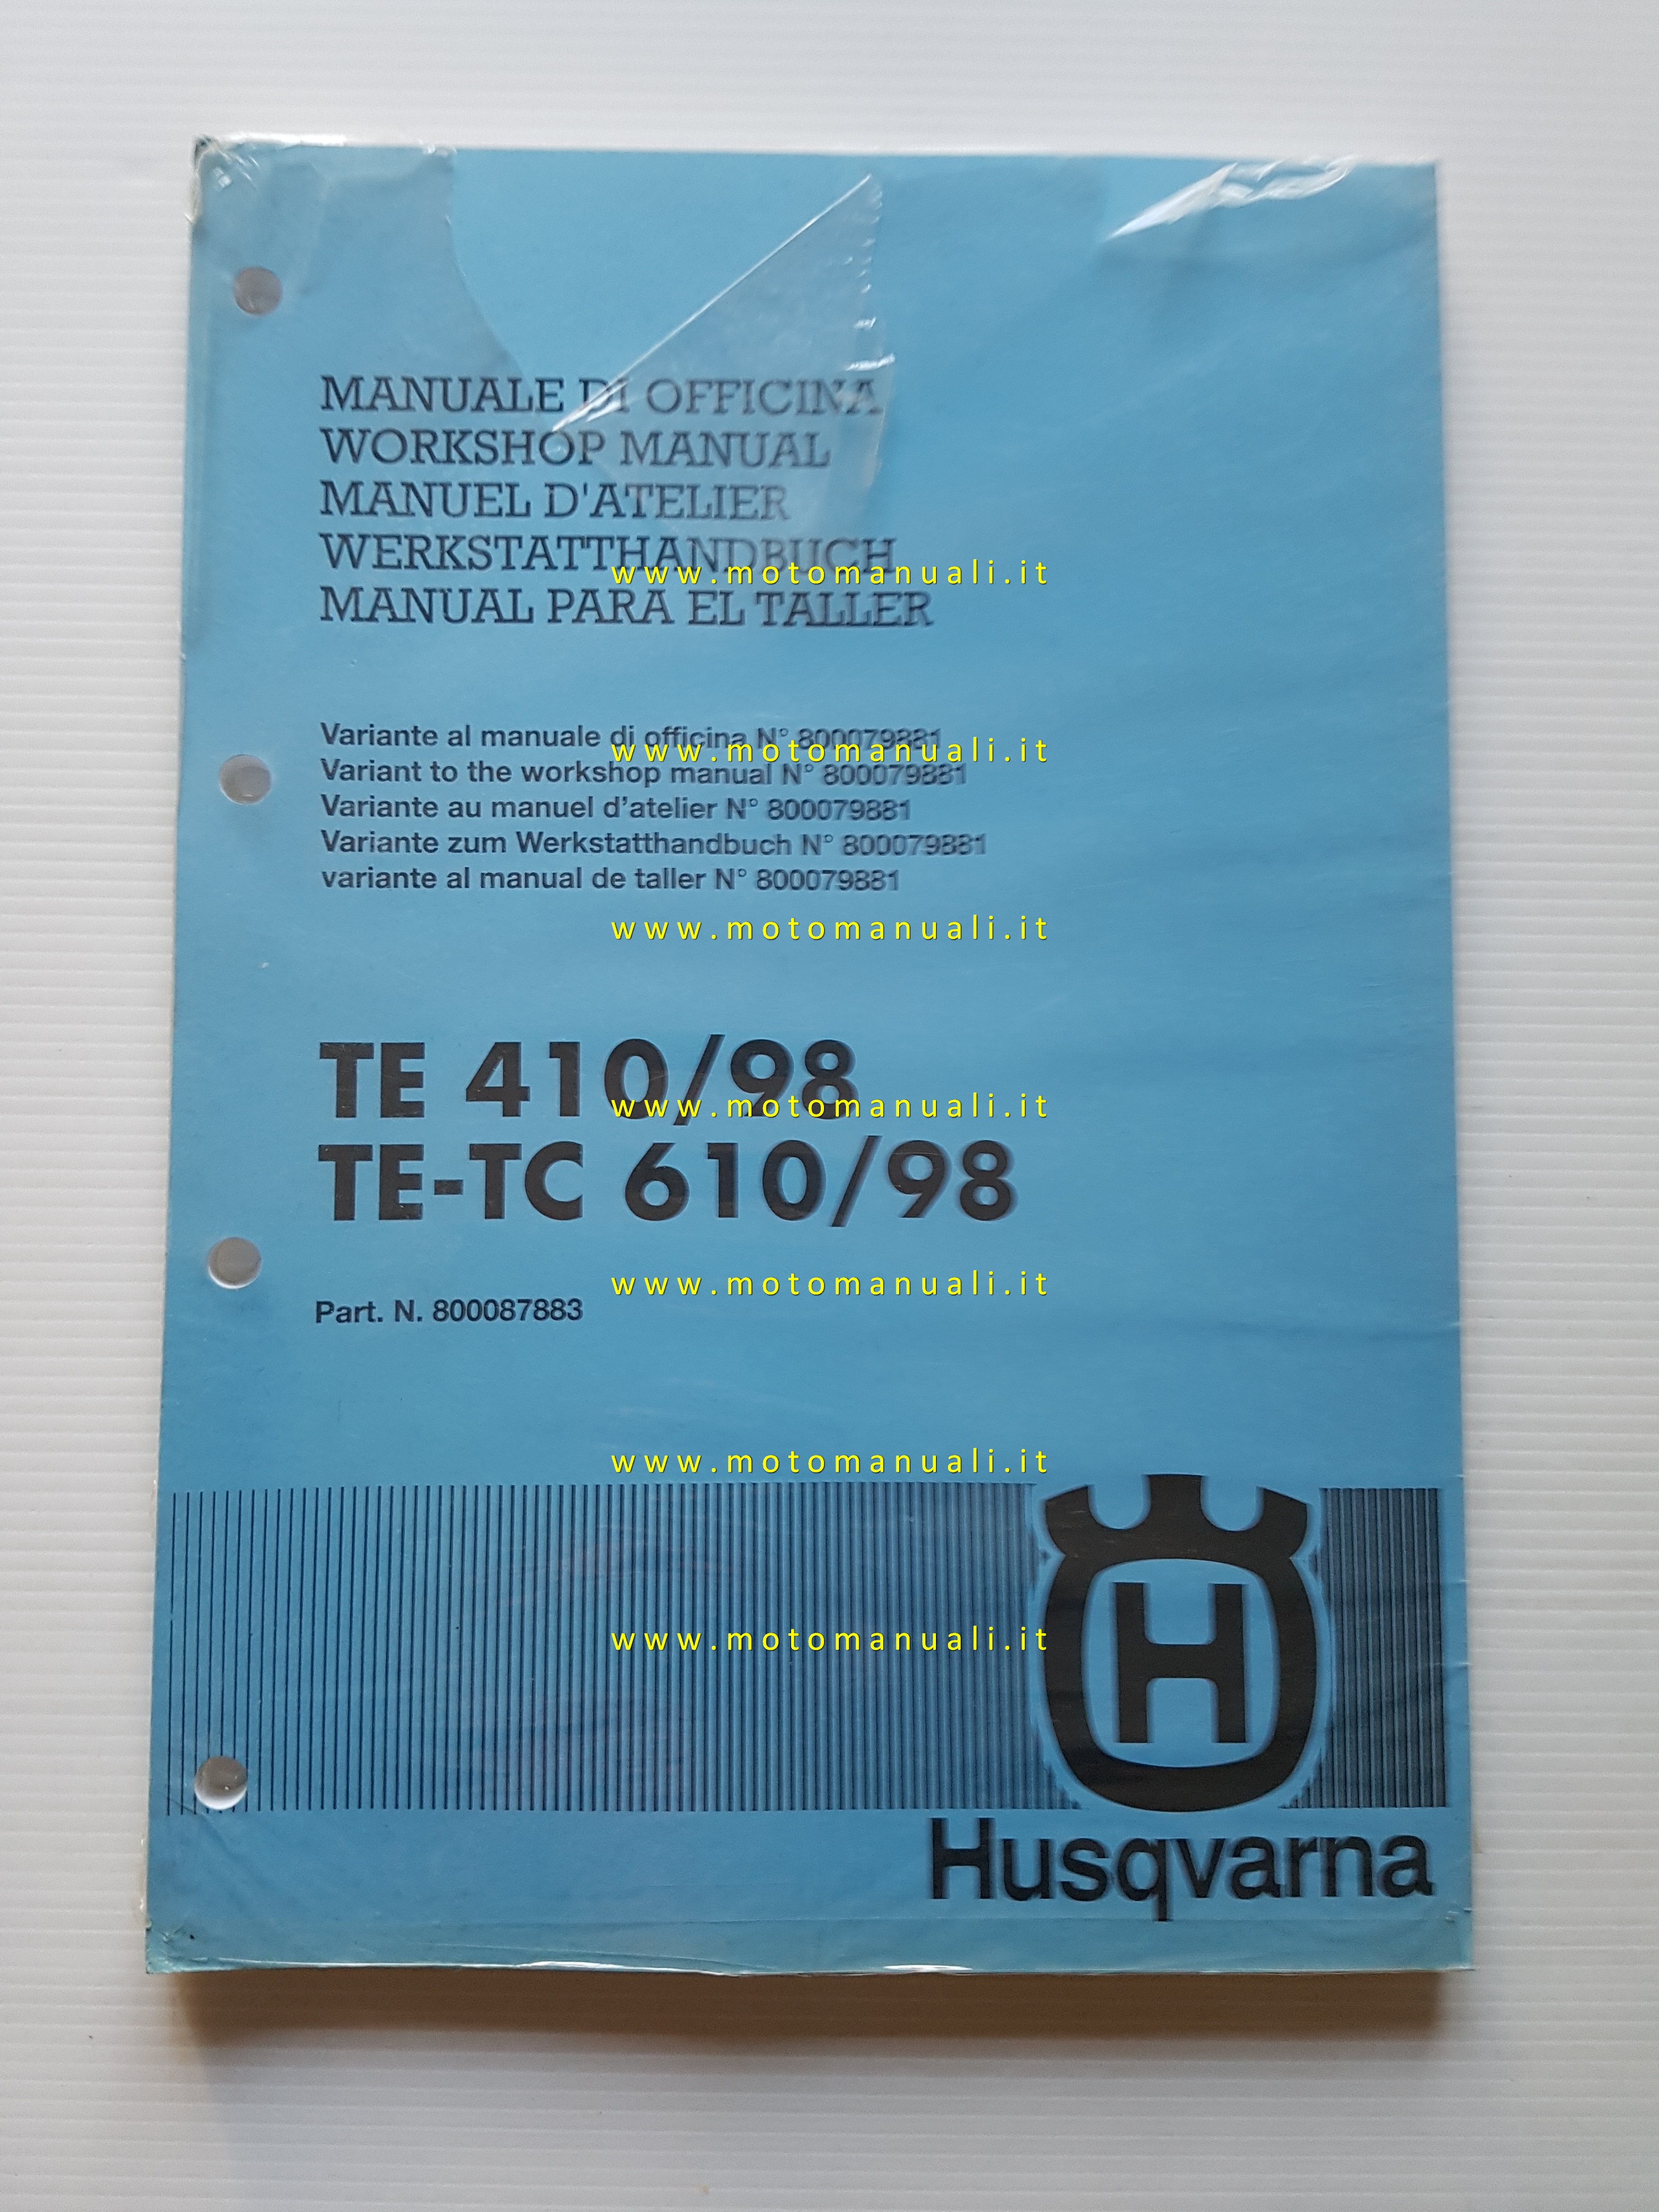 MANUALE DI OFFICINA
WORKSHOP MANUAL
MANUEL D'ATELIER
WERKSTATTHANDBUCH
www.motomanuali.it
MANUAL PARA EL TALLER
Variante al manuale di officina N° 800079881
www.motomanuali.it
Variant to the workshop manual N° 800079881
Variante au manuel d'atelier N° 800079881
Variante zum Werkstatthandbuch N° 800079881
variante al manual de taller N° 800079881
www.motomanuali.it
TE 410/98
www.motomanuali.it
TE-TC 610/98
www.motomanuali.it
Part. N. 800087883
www.motomanuali.it
H
www.motomanuali.it
Husqvarna